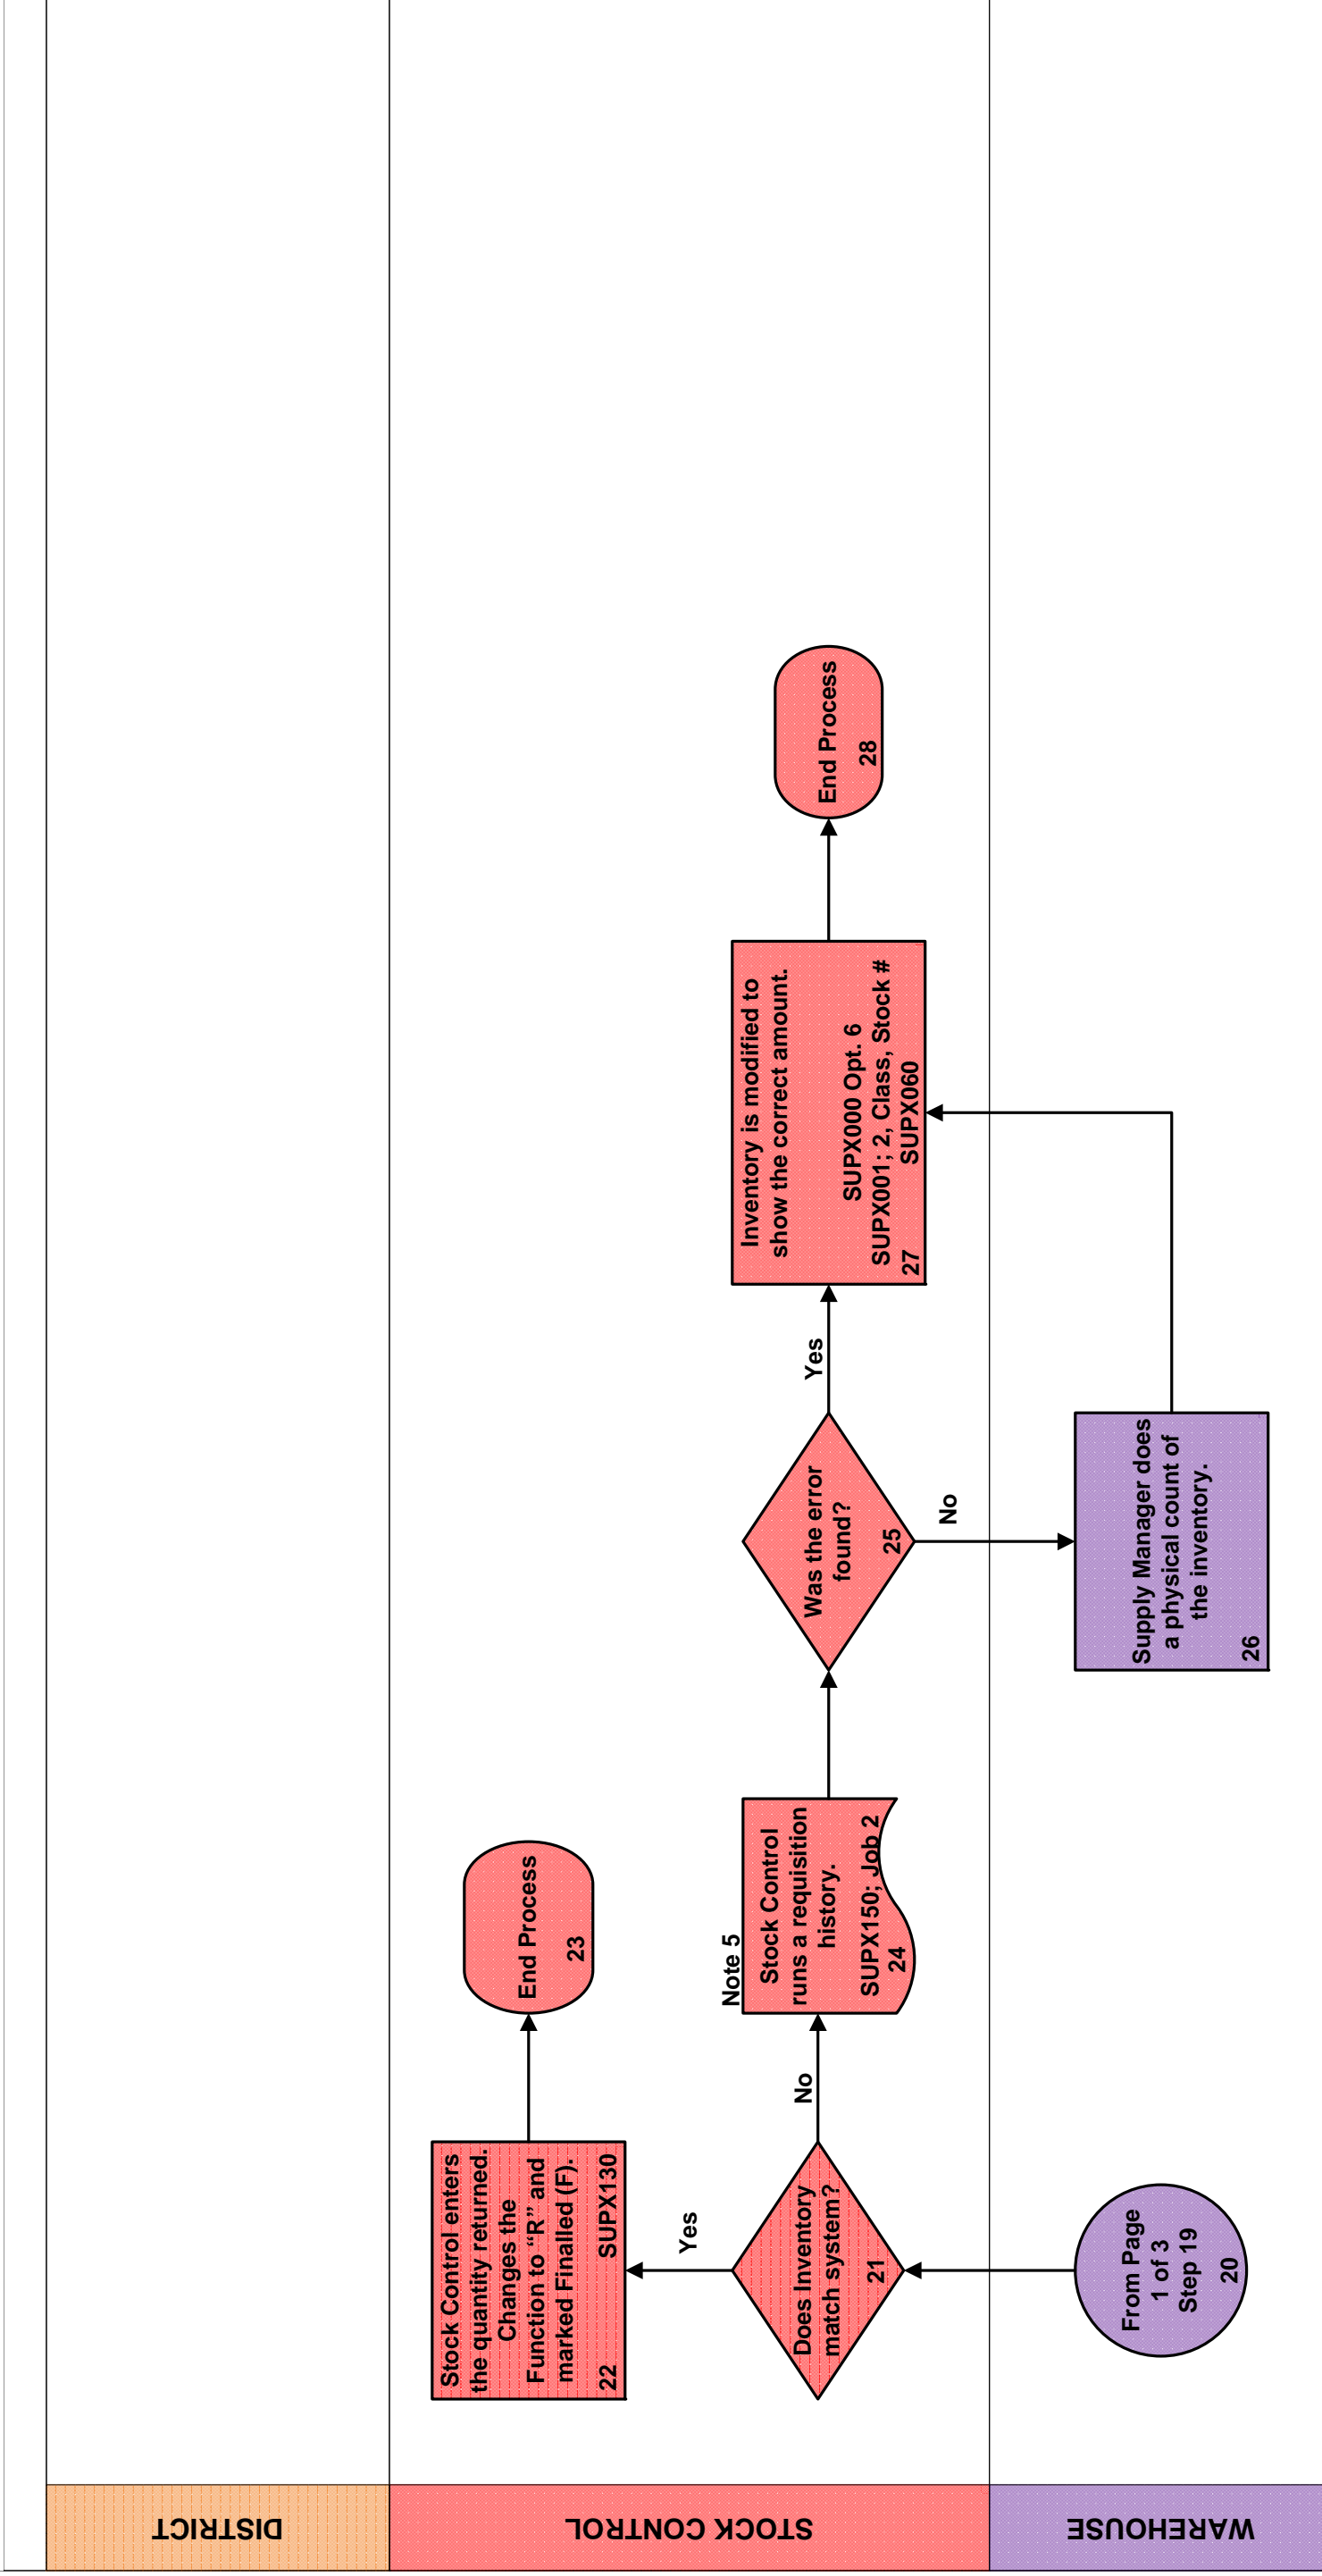 DISTRICT
STOCK CONTROL
WAREHOUSE
From Page
1 of 3
Step 19
20
Does Inventory
match system?
21
Yes
No
Stock Control enters
the quantity returned.
Changes the
Function to “R” and
marked Finalled (F).
22 SUPX130
End Process
23
Note 5
Stock Control
runs a requisition
history.
SUPX150; Job 2
24
Was the error
found?
25
Yes
No
Supply Manager does
a physical count of
the inventory.
26
Inventory is modified to
show the correct amount.
SUPX000 Opt. 6
SUPX001; 2, Class, Stock #
27 SUPX060
End Process
28